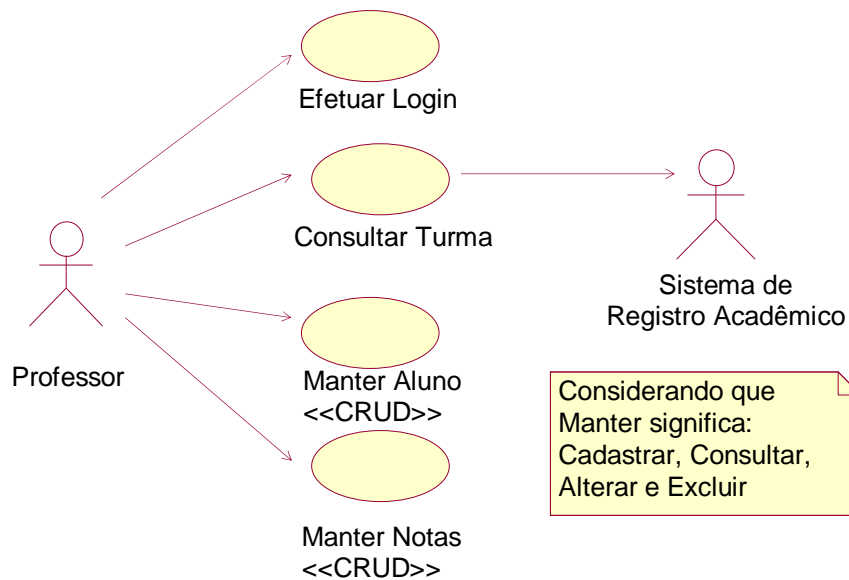 Efetuar Login
Consultar Turma
Sistema de
Registro Acadêmico
Professor
Manter Aluno
<<CRUD>>
Considerando que
Manter significa:
Cadastrar, Consultar,
Alterar e Excluir
Manter Notas
<<CRUD>>